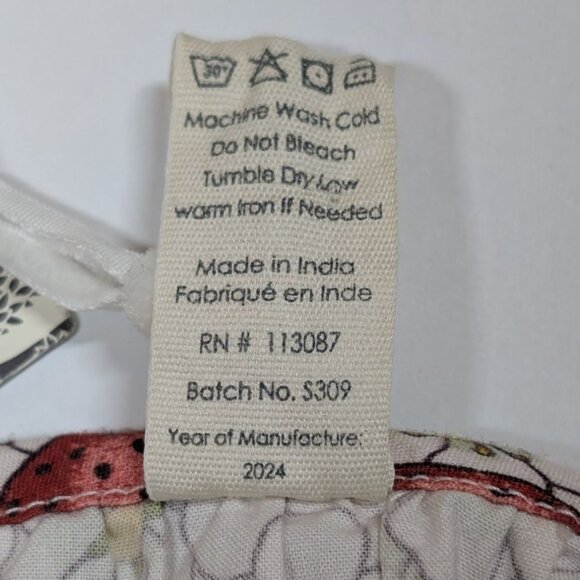 30°
Machine Wash Cold
Do Not Bleach
Tumble Dry Low
warm Iron If Needed
Made in India
Fabriqué en Inde
RN # 113087
Batch No. S309
Year of Manufacture:
2024